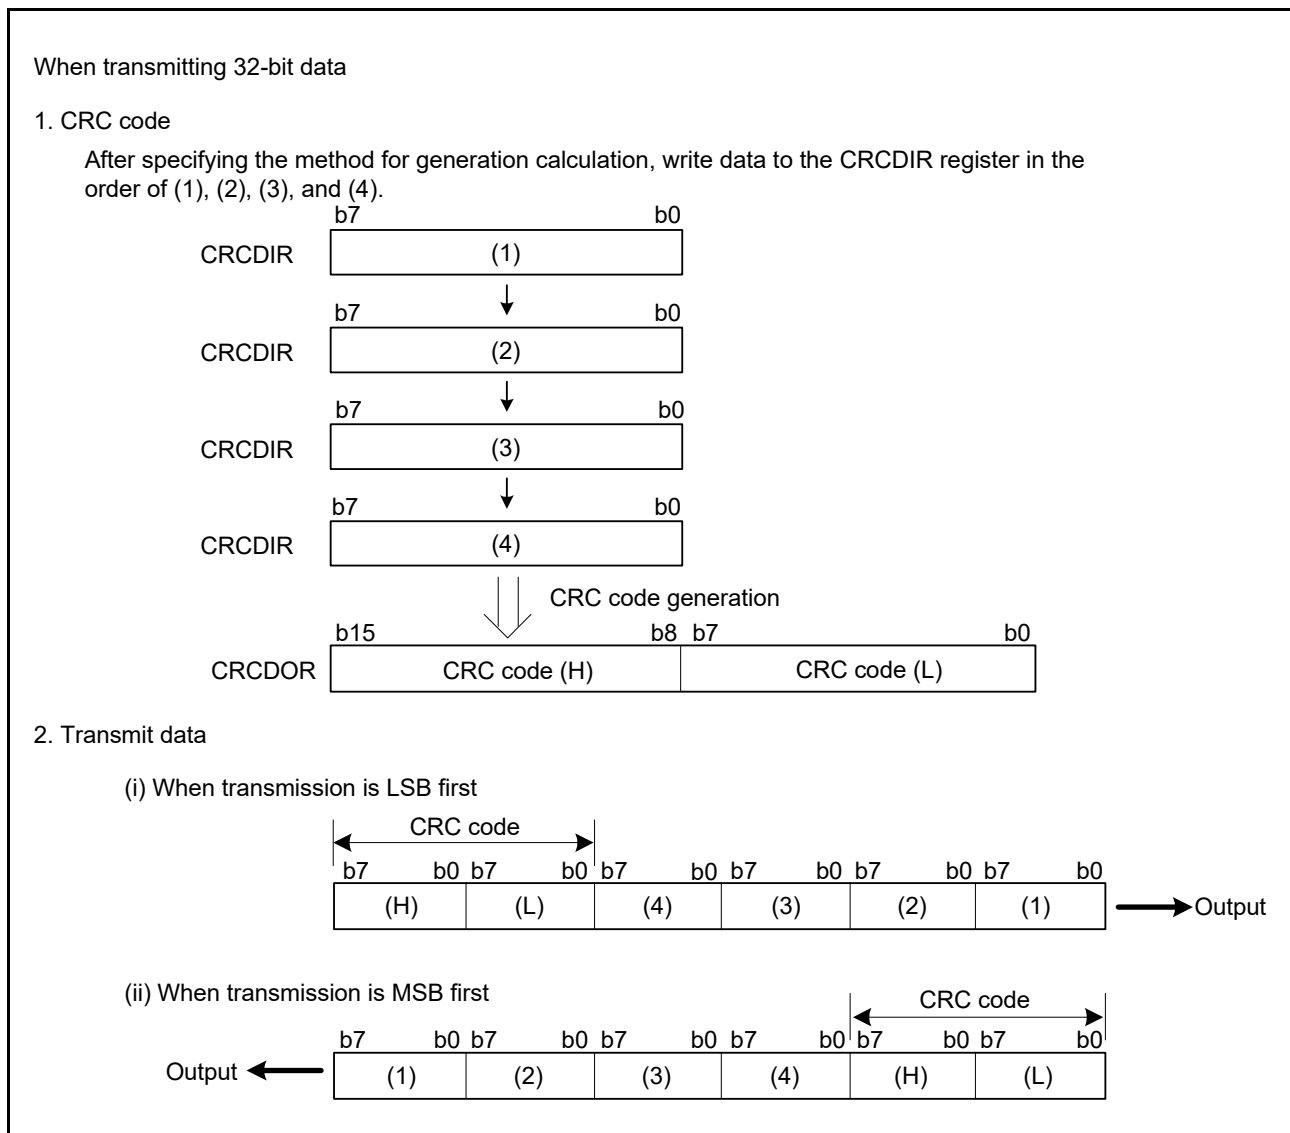 When transmitting 32-bit data
1. CRC code
After specifying the method for generation calculation, write data to the CRCDIR register in the
order of (1), (2), (3), and (4).
b7 b0
CRCDIR (1)
b7 b0
CRCDIR (2)
b7 b0
CRCDIR (3)
b7 b0
CRCDIR (4)
CRC code generation
b15 b8 b7 b0
CRCDOR CRC code (H) CRC code (L)
2. Transmit data
(i) When transmission is LSB first
CRC code
b7 b0 b7 b0 b7 b0 b7 b0 b7 b0 b7 b0
(H) (L) (4) (3) (2) (1) Output
(ii) When transmission is MSB first
CRC code
b7 b0 b7 b0 b7 b0 b7 b0 b7 b0 b7 b0
Output (1) (2) (3) (4) (H) (L)